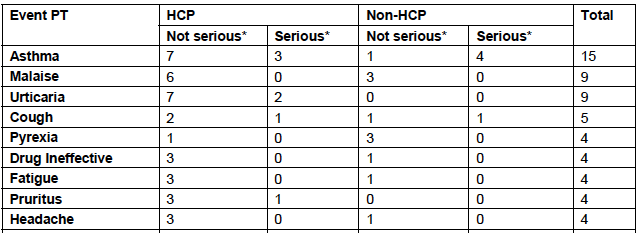 Event PT HCP Non-HCP Total
Not serious* Serious* Not serious* Serious*
Asthma 7 3 1 4 15
Malaise 6 0 3 0 9
Urticaria 7 2 0 0 9
Cough 2 1 1 1 5
Pyrexia 1 0 3 0 4
Drug Ineffective 3 0 1 0 4
Fatigue 3 0 1 0 4
Pruritus 3 1 0 0 4
Headache 3 0 1 0 4